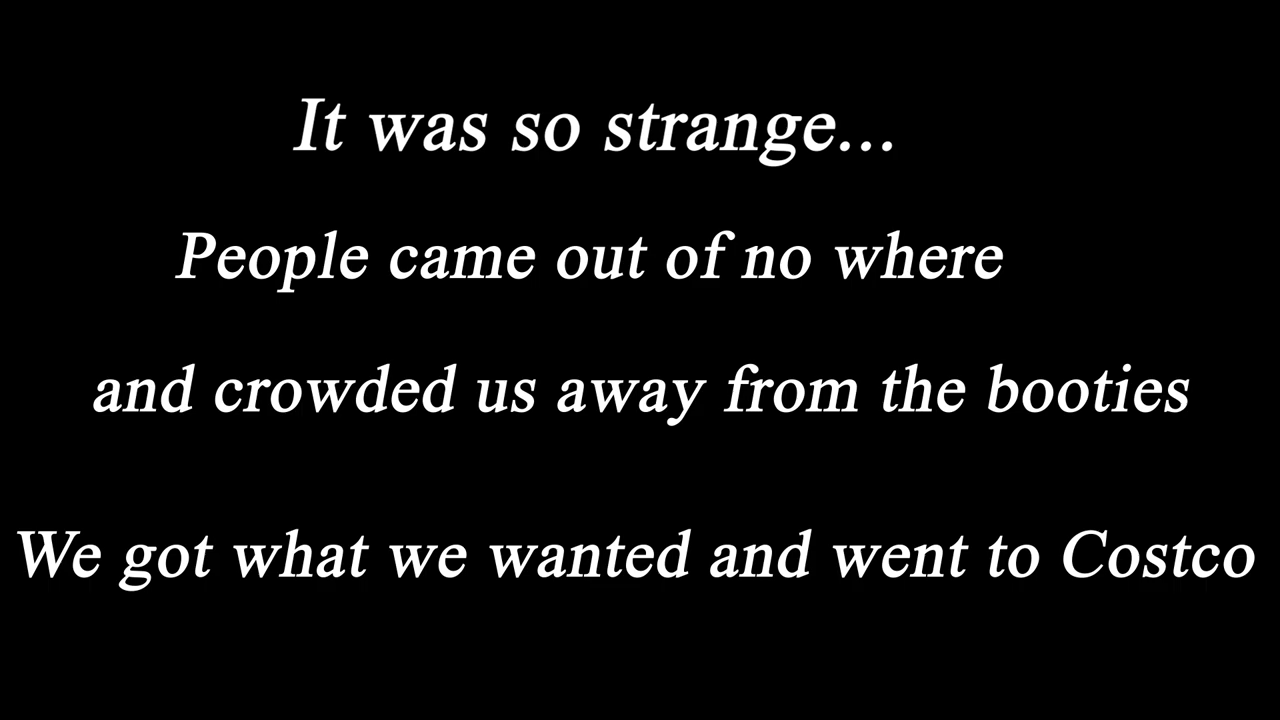 It was so strange...
People came out of no where
and crowded us away from the booties
We got what we wanted and went to Costco